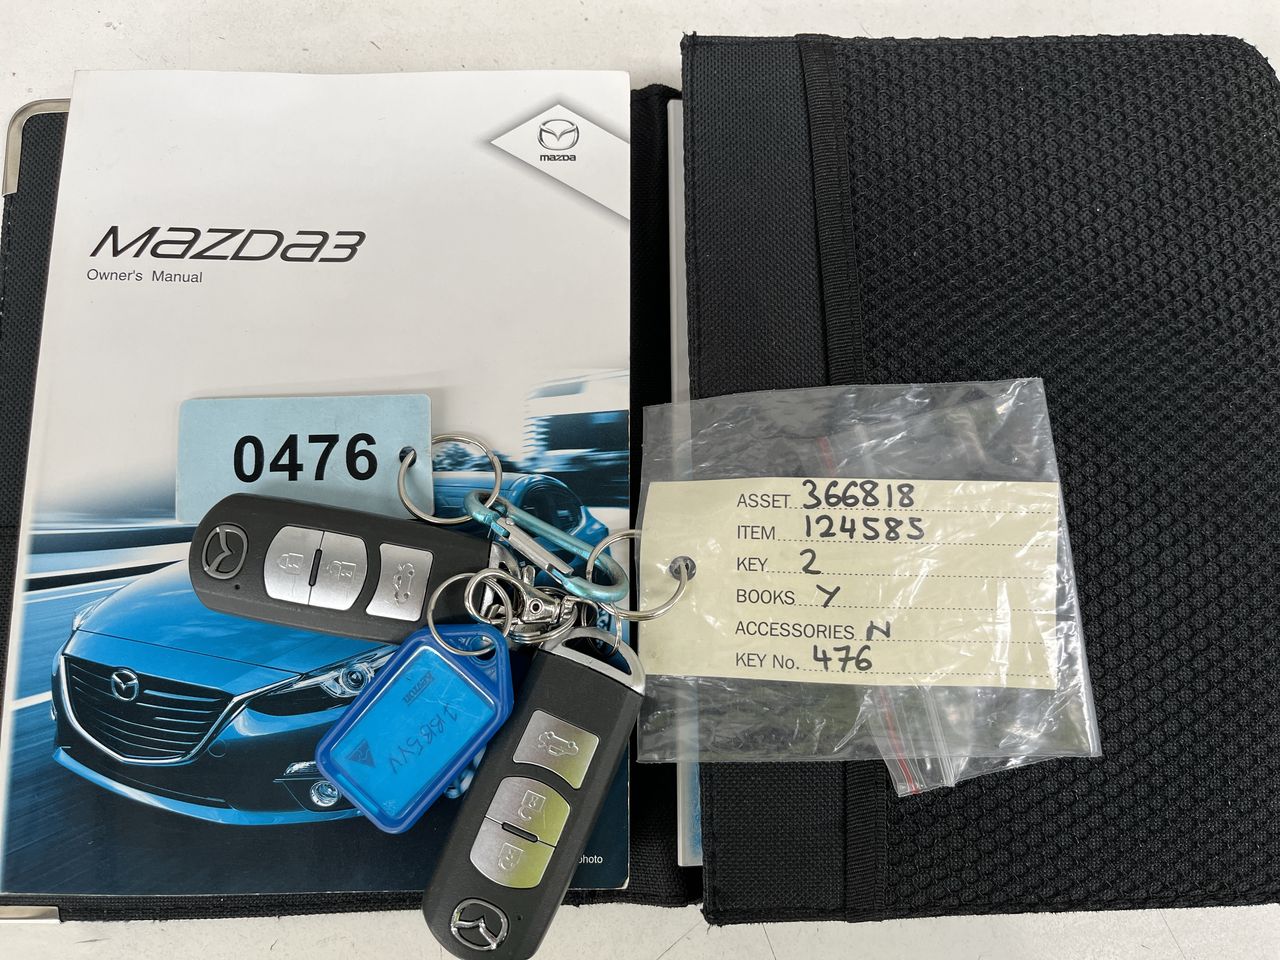 mazda
mazda3
Owner's Manual
0476
ASSET 366818
ITEM 124585
KEY 2
BOOKS Y
ACCESSORIES N
KEY No. 476
photo